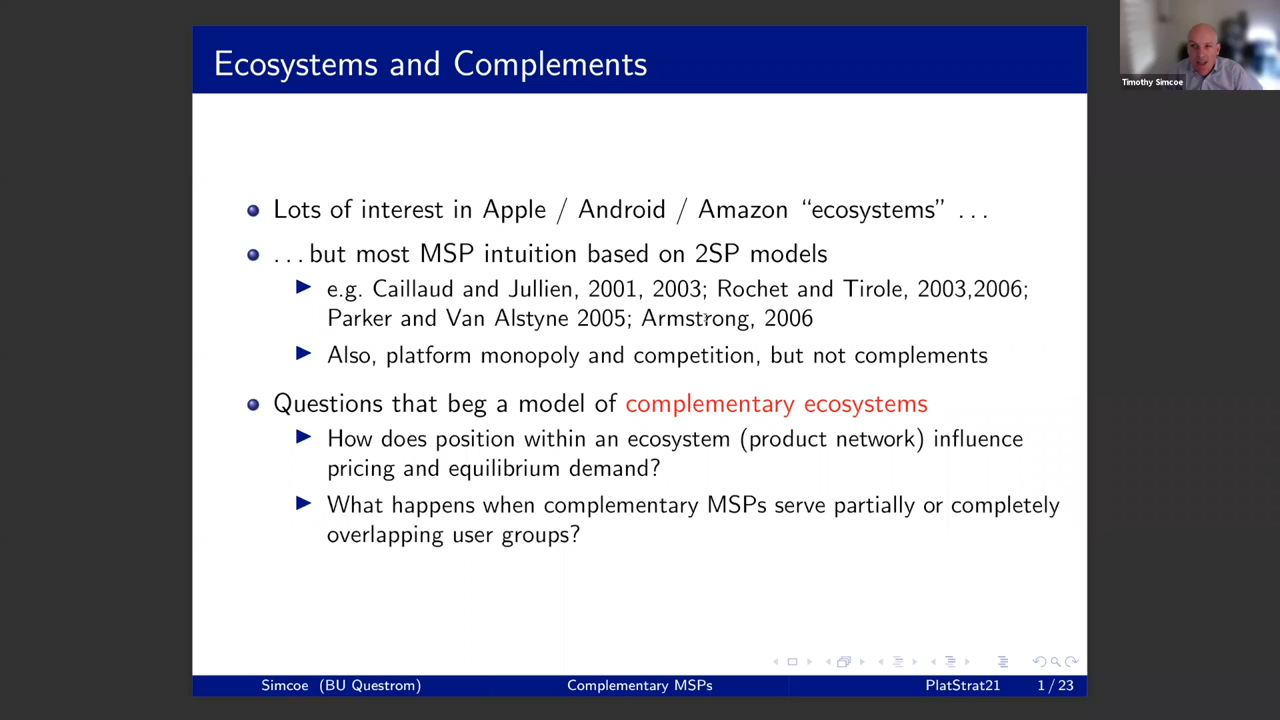 Ecosystems and Complements
Timothy Simcoe
Lots of interest in Apple / Android / Amazon “ecosystems” . . .
. . . but most MSP intuition based on 2SP models
e.g. Caillaud and Jullien, 2001, 2003; Rochet and Tirole, 2003,2006;
Parker and Van Alstyne 2005; Armstrong, 2006
Also, platform monopoly and competition, but not complements
Questions that beg a model of complementary ecosystems
How does position within an ecosystem (product network) influence
pricing and equilibrium demand?
What happens when complementary MSPs serve partially or completely
overlapping user groups?
Simcoe (BU Questrom) Complementary MSPs PlatStrat21 1 / 23